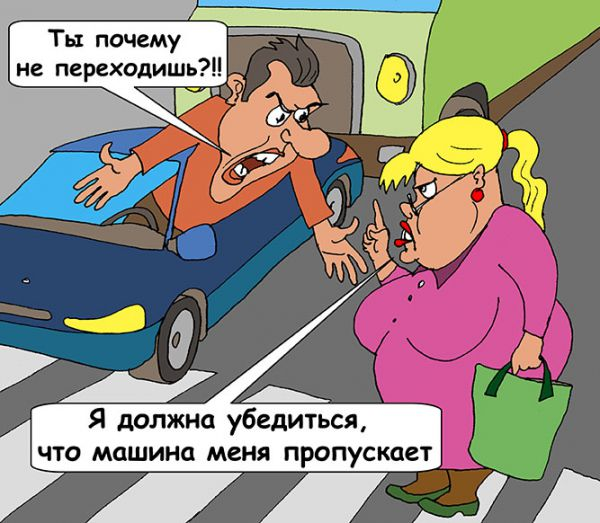 Ты почему
не переходишь?!!
Я должна убедиться,
что машина меня пропускает